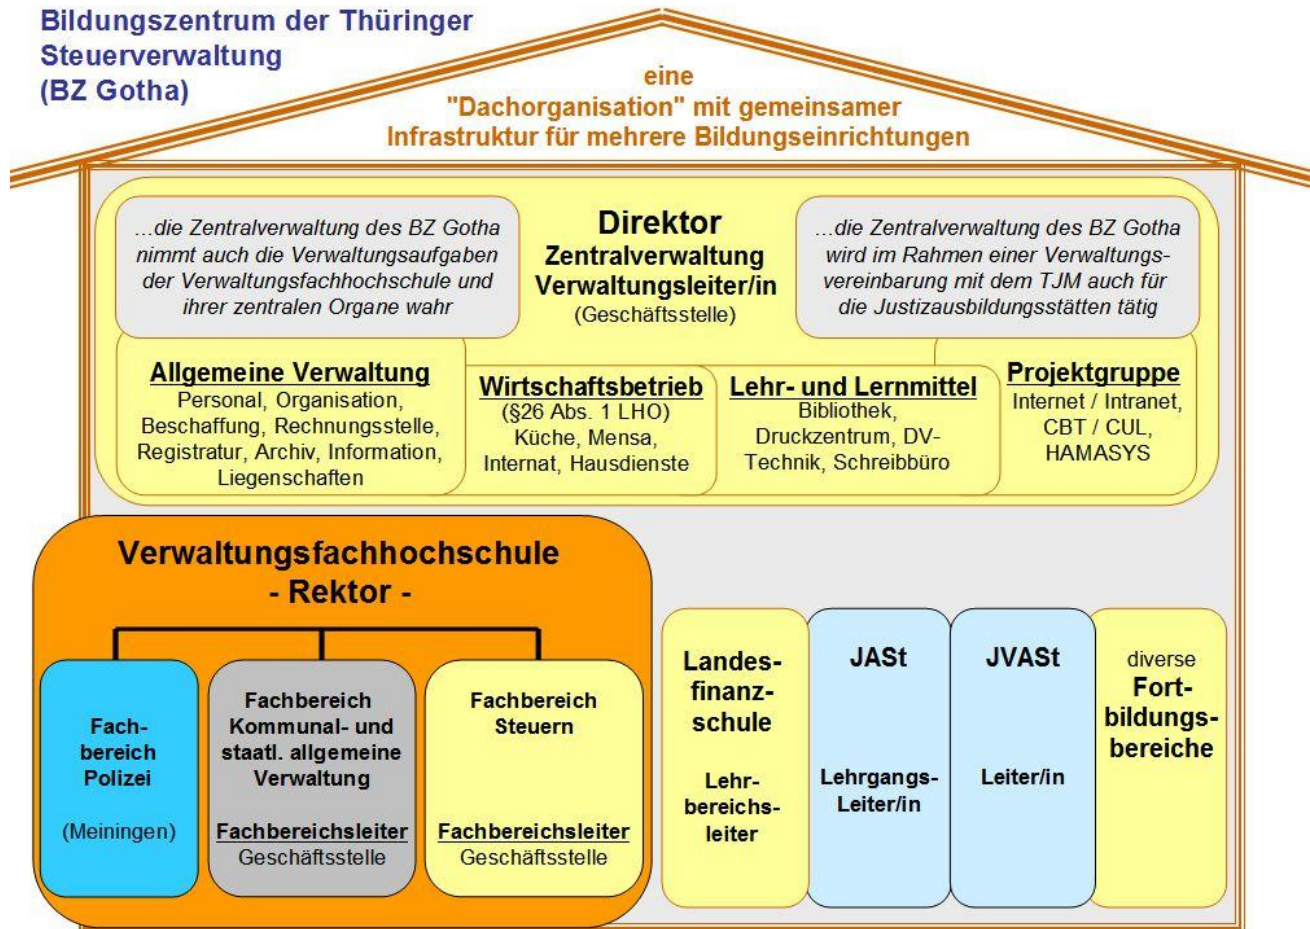 Bildungszentrum der Thüringer
Steuerverwaltung
(BZ Gotha)
eine
"Dachorganisation" mit gemeinsamer
Infrastruktur für mehrere Bildungseinrichtungen
...die Zentralverwaltung des BZ Gotha
nimmt auch die Verwaltungsaufgaben
der Verwaltungsfachhochschule und
ihrer zentralen Organe wahr
Direktor
Zentralverwaltung
Verwaltungsleiter/in
(Geschäftsstelle)
...die Zentralverwaltung des BZ Gotha
wird im Rahmen einer Verwaltungs-
vereinbarung mit dem TJM auch für
die Justizausbildungsstätten tätig
Allgemeine Verwaltung
Personal, Organisation,
Beschaffung, Rechnungsstelle,
Registratur, Archiv, Information,
Liegenschaften
Wirtschaftsbetrieb
(§26 Abs. 1 LHO)
Küche, Mensa,
Internat, Hausdienste
Lehr- und Lernmittel
Bibliothek,
Druckzentrum, DV-
Technik, Schreibbüro
Projektgruppe
Internet / Intranet,
CBT / CUL,
HAMASYS
Verwaltungsfachhochschule
- Rektor -
Fach-
bereich
Polizei
(Meiningen)
Fachbereich
Kommunal- und
staatl. allgemeine
Verwaltung
Fachbereichsleiter
Geschäftsstelle
Fachbereich
Steuern
Fachbereichsleiter
Geschäftsstelle
Landes-
finanz-
schule
Lehr-
bereichs-
leiter
JASt
Lehrgangs-
Leiter/in
JVASt
Leiter/in
diverse
Fort-
bildungs-
bereiche